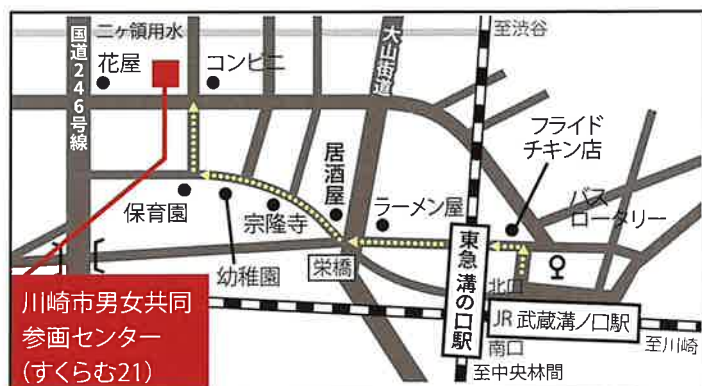 二ヶ領用水
至渋谷
国道246号線
花屋
コンビニ
大山街道
フライド
チキン店
居酒屋
バス
ロータリー
保育園
宗隆寺
ラーメン屋
幼稚園
栄橋
東急 溝の口駅
北口
JR 武蔵溝ノ口駅
南口
至川崎
至中央林間
川崎市男女共同
参画センター
(すくらむ21)